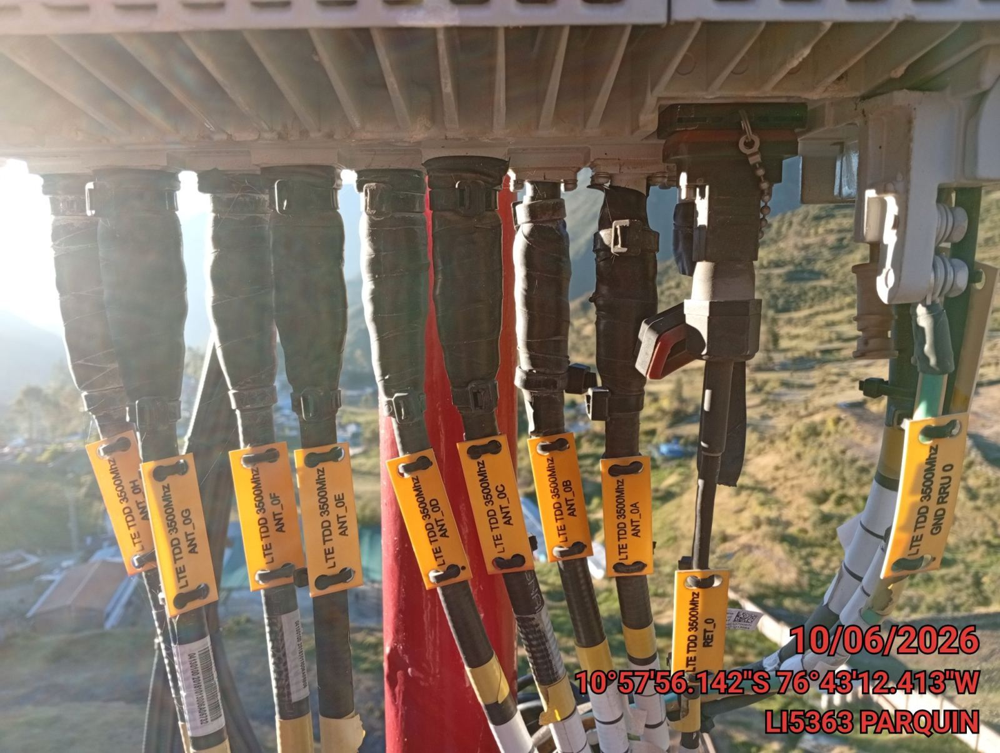 LTE TDD 3500Mhz
ANT_0H
LTE TDD 3500Mhz
ANT_0G
LTE TDD 3500Mhz
ANT_0F
LTE TDD 3500Mhz
ANT_0E
LTE TDD 3500Mhz
ANT_0D
LTE TDD 3500Mhz
ANT_0C
LTE TDD 3500Mhz
ANT_0B
LTE TDD 3500Mhz
ANT_0A
LTE TDD 3500Mhz
RET_0
LTE TDD 3500Mhz
GND RRU 0
10/06/2026
10°57'56.142"S 76°43'12.413"W
LI5363 PARQUIN